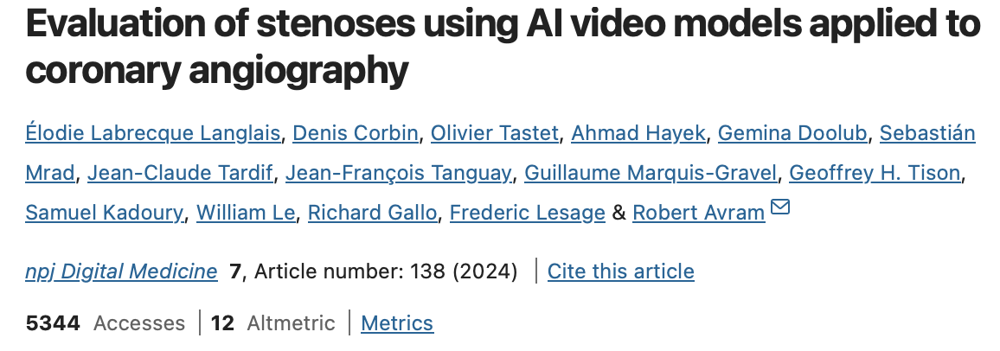 Evaluation of stenoses using AI video models applied to
coronary angiography
Élodie Labrecque Langlais, Denis Corbin, Olivier Tastet, Ahmad Hayek, Gemina Doolub, Sebastián
Mrad, Jean-Claude Tardif, Jean-François Tanguay, Guillaume Marquis-Gravel, Geoffrey H. Tison,
Samuel Kadoury, William Le, Richard Gallo, Frederic Lesage & Robert Avram
npj Digital Medicine 7, Article number: 138 (2024) | Cite this article
5344 Accesses | 12 Altmetric | Metrics